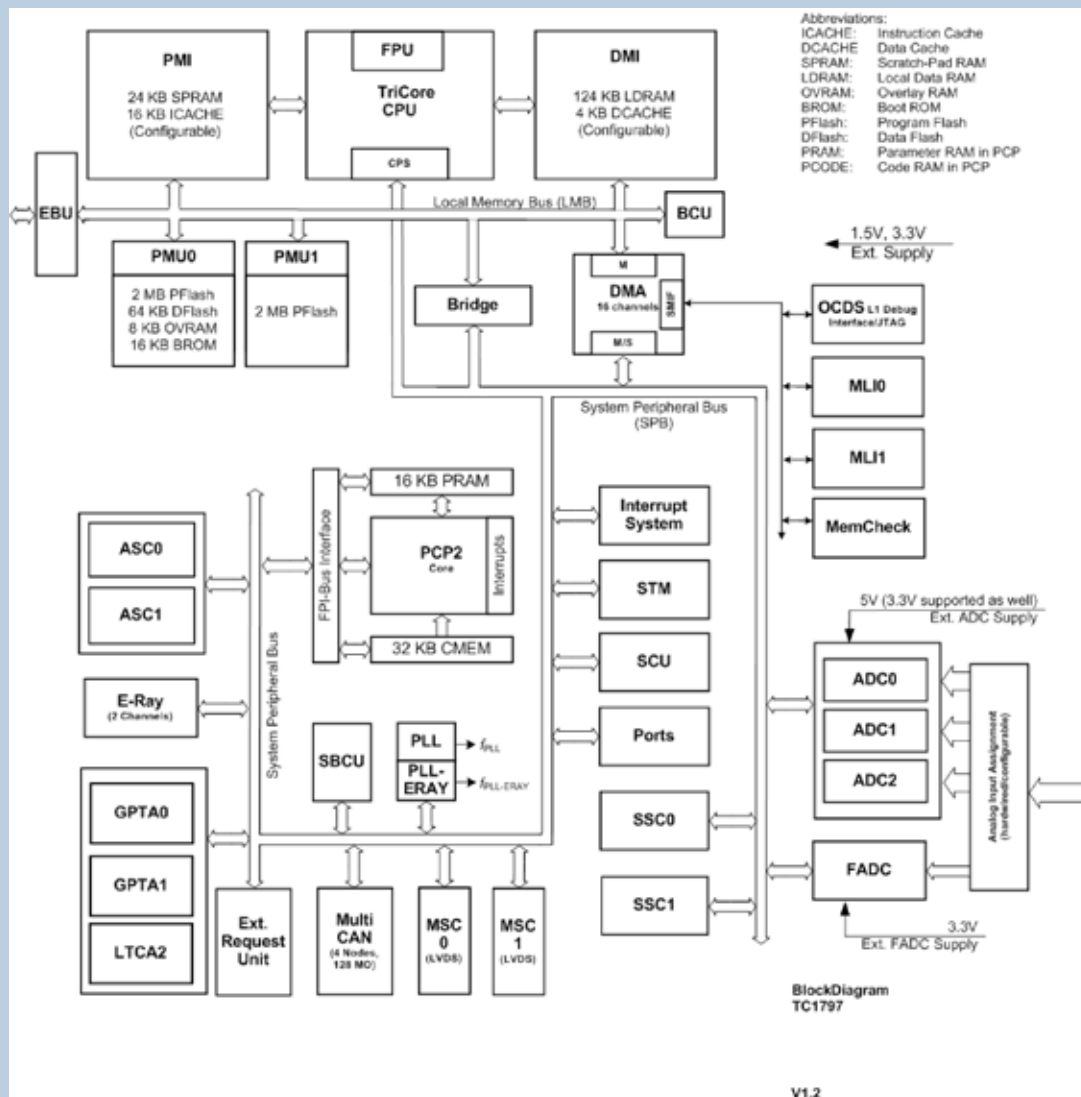 Abbreviations:
ICACHE: Instruction Cache
DCACHE Data Cache
SPRAM: Scratch-Pad RAM
LDRAM: Local Data RAM
OVRAM: Overlay RAM
BROM: Boot ROM
PFlash: Program Flash
DFlash: Data Flash
PRAM: Parameter RAM in PCP
PCODE: Code RAM in PCP
PMI
24 KB SPRAM
16 KB ICACHE
(Configurable)
FPU
TriCore
CPU
CPS
DMI
124 KB LDRAM
4 KB DCACHE
(Configurable)
EBU
Local Memory Bus (LMB)
BCU
PMU0
2 MB PFlash
64 KB DFlash
8 KB OVRAM
16 KB BROM
PMU1
2 MB PFlash
Bridge
M
DMA
16 channels
SMIF
M/S
1.5V, 3.3V
Ext. Supply
OCDS L1 Debug
Interface/JTAG
MLI0
MLI1
MemCheck
System Peripheral Bus
(SPB)
FPI-Bus Interface
16 KB PRAM
PCP2
Core
Interrupts
32 KB CMEM
Interrupt
System
STM
SCU
Ports
SSC0
SSC1
ASC0
ASC1
E-Ray
(2 Channels)
System Peripheral Bus
GPTA0
GPTA1
LTCA2
SBCU
PLL
fPLL
PLL-
ERAY
fPLL-ERAY
Ext.
Request
Unit
Multi
CAN
(4 Nodes,
128 MO)
MSC
0
(LVDS)
MSC
1
(LVDS)
5V (3.3V supported as well)
Ext. ADC Supply
ADC0
ADC1
ADC2
Analog Input Assignment
(hardwired/configurable)
FADC
3.3V
Ext. FADC Supply
BlockDiagram
TC1797
V1.2